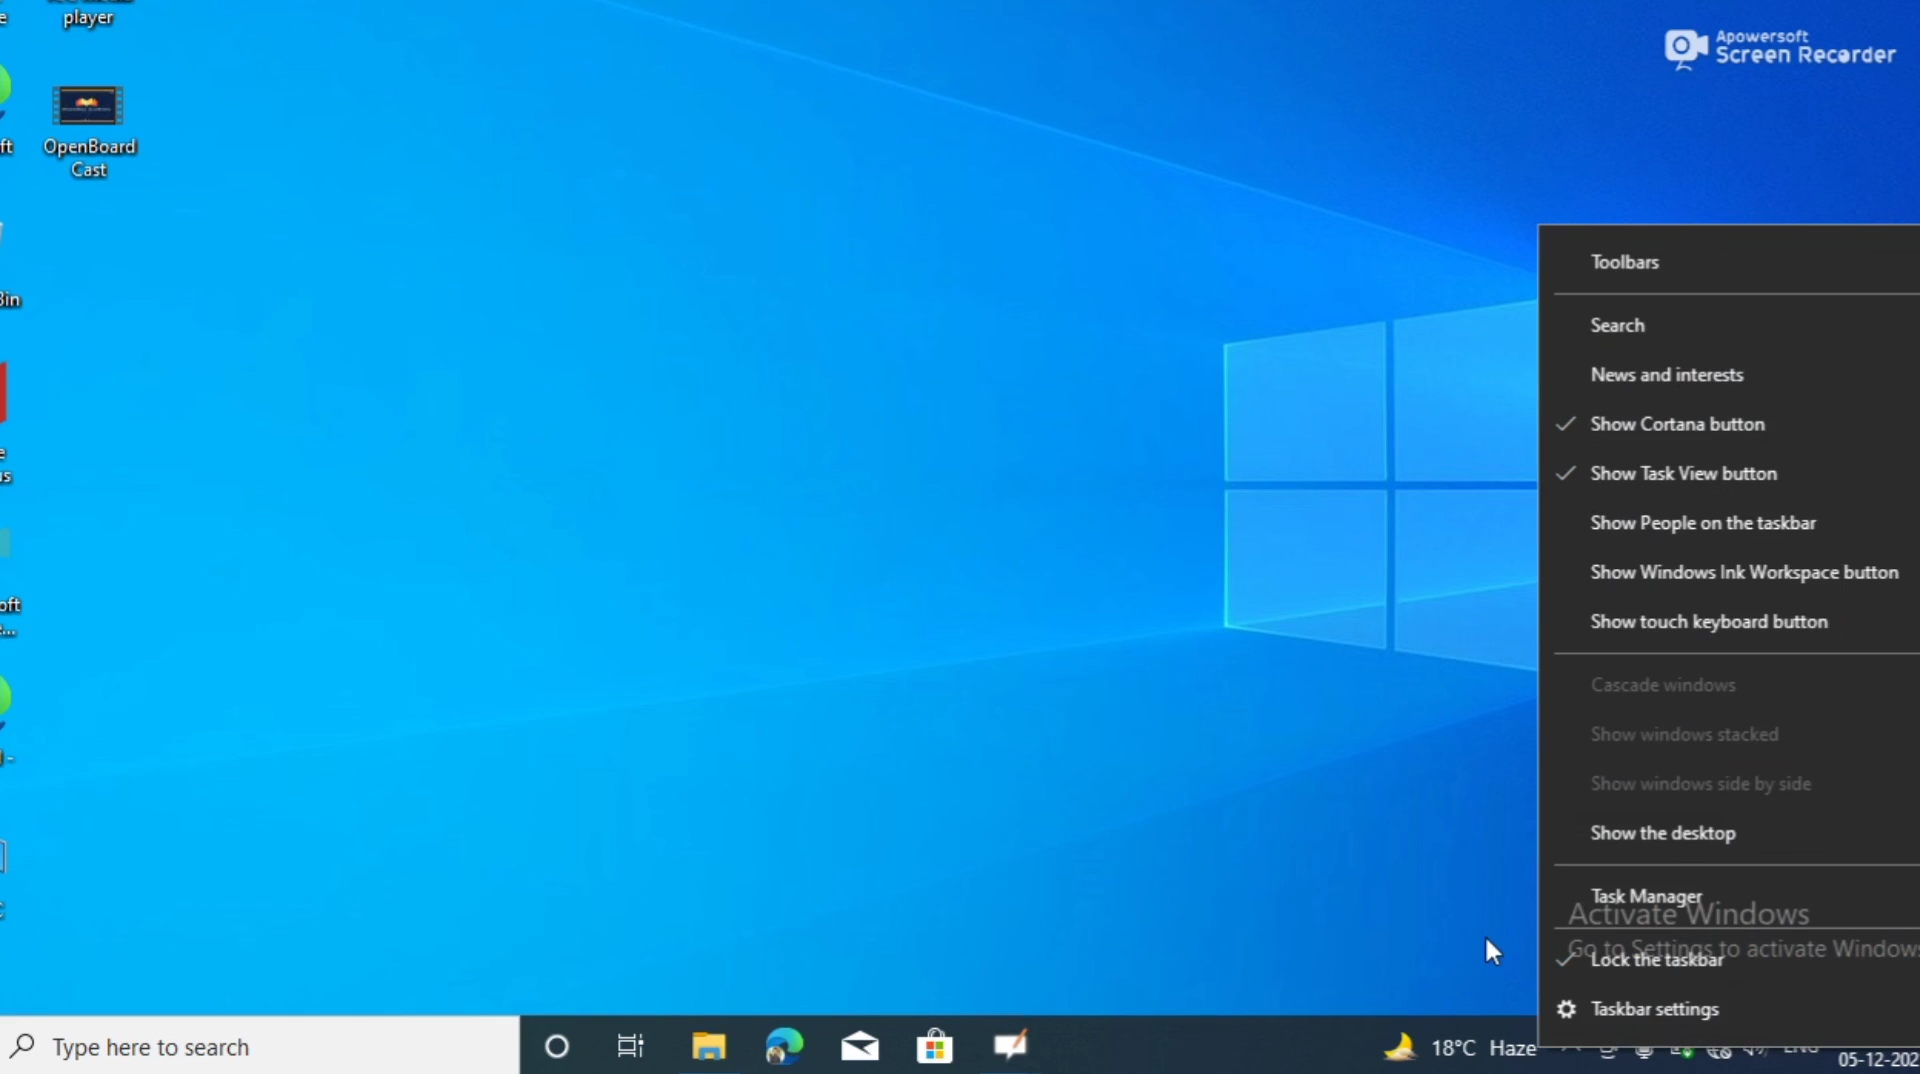 player
OpenBoard
Cast
Bin
oft
Apowersoft
Screen Recorder
Toolbars
Search
News and interests
Show Cortana button
Show Task View button
Show People on the taskbar
Show Windows Ink Workspace button
Show touch keyboard button
Cascade windows
Show windows stacked
Show windows side by side
Show the desktop
Task Manager
Activate Windows
Go to Settings to activate Windows
Lock the taskbar
Taskbar settings
Type here to search
18°C Haze
ENG
05-12-202